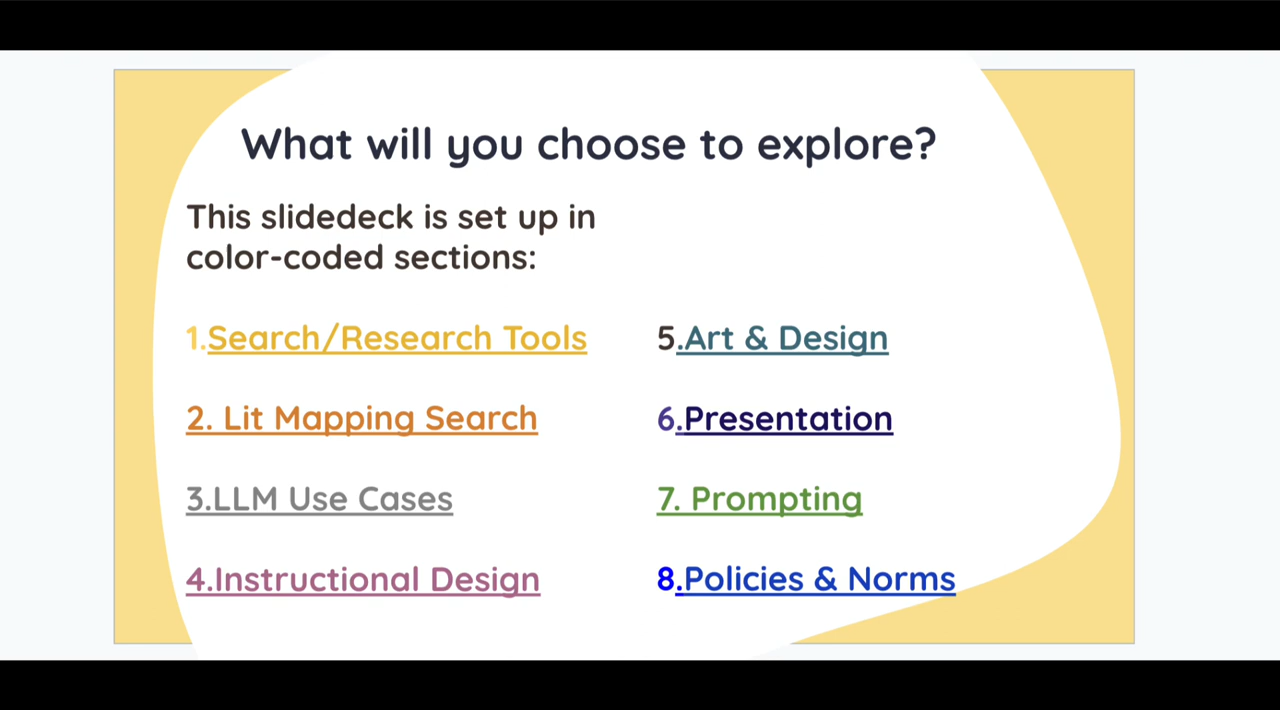 What will you choose to explore?
This slidedeck is set up in
color-coded sections:
1.Search/Research Tools
2. Lit Mapping Search
3.LLM Use Cases
4.Instructional Design
5.Art & Design
6.Presentation
7. Prompting
8.Policies & Norms